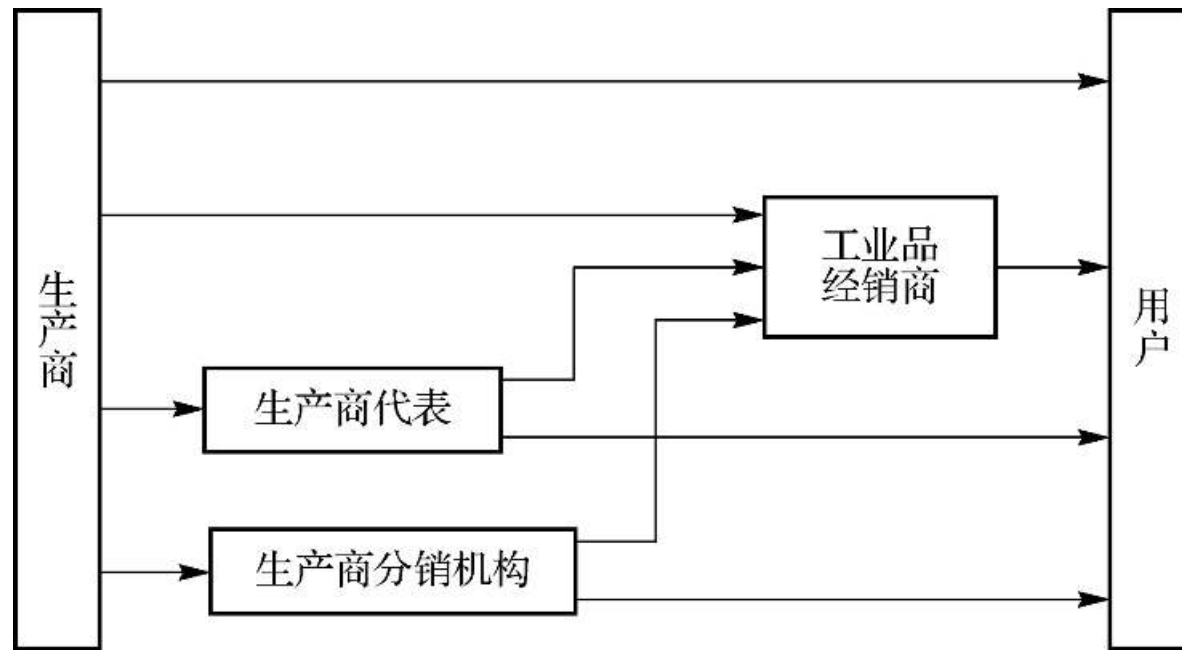 生产商
工业品
经销商
用户
生产商代表
生产商分销机构